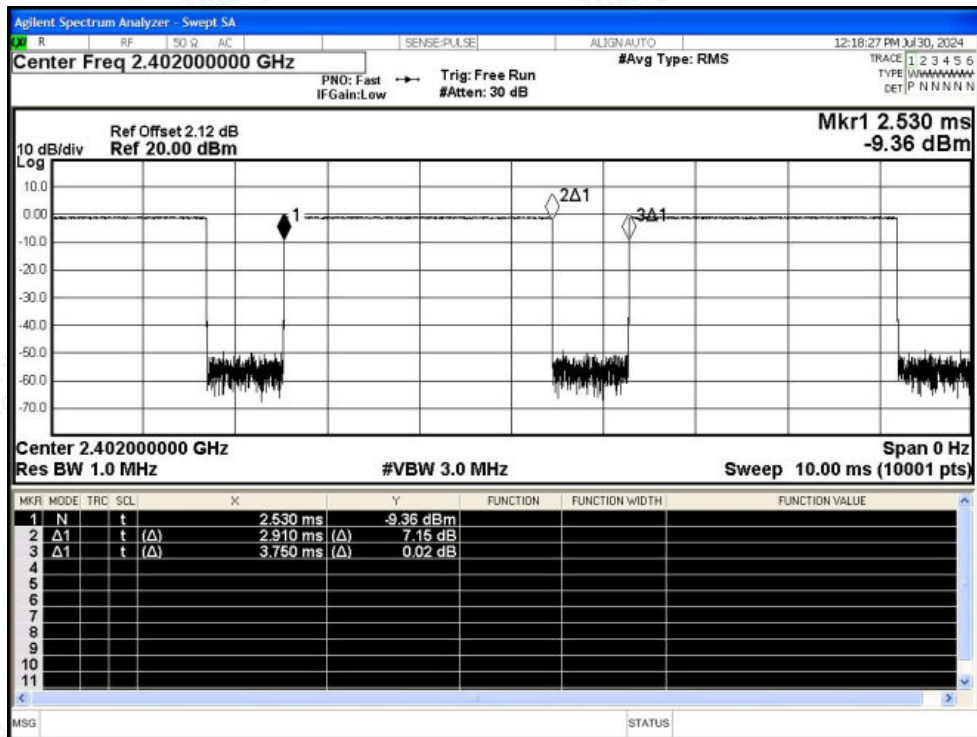 Agilent Spectrum Analyzer - Swept SA
LXI R RF 50 Ω AC SENSE:PULSE ALIGNAUTO 12:18:27 PM Jul 30, 2024
Center Freq 2.402000000 GHz #Avg Type: RMS TRACE 1 2 3 4 5 6
PNO: Fast Trig: Free Run TYPE WWWWWW
IFGain:Low #Atten: 30 dB DET P N N N N N
Mkr1 2.530 ms
Ref Offset 2.12 dB
10 dB/div Ref 20.00 dBm -9.36 dBm
Log
10.0
2Δ1
0.00 1 3Δ1
-10.0
-20.0
-30.0
-40.0
-50.0
-60.0
-70.0
Center 2.402000000 GHz Span 0 Hz
Res BW 1.0 MHz #VBW 3.0 MHz Sweep 10.00 ms (10001 pts)
MKR MODE TRC SCL X Y FUNCTION FUNCTION WIDTH FUNCTION VALUE
1 N t 2.530 ms -9.36 dBm
2 Δ1 t (Δ) 2.910 ms (Δ) 7.15 dB
3 Δ1 t (Δ) 3.750 ms (Δ) 0.02 dB
4
5
6
7
8
9
10
11
MSG STATUS